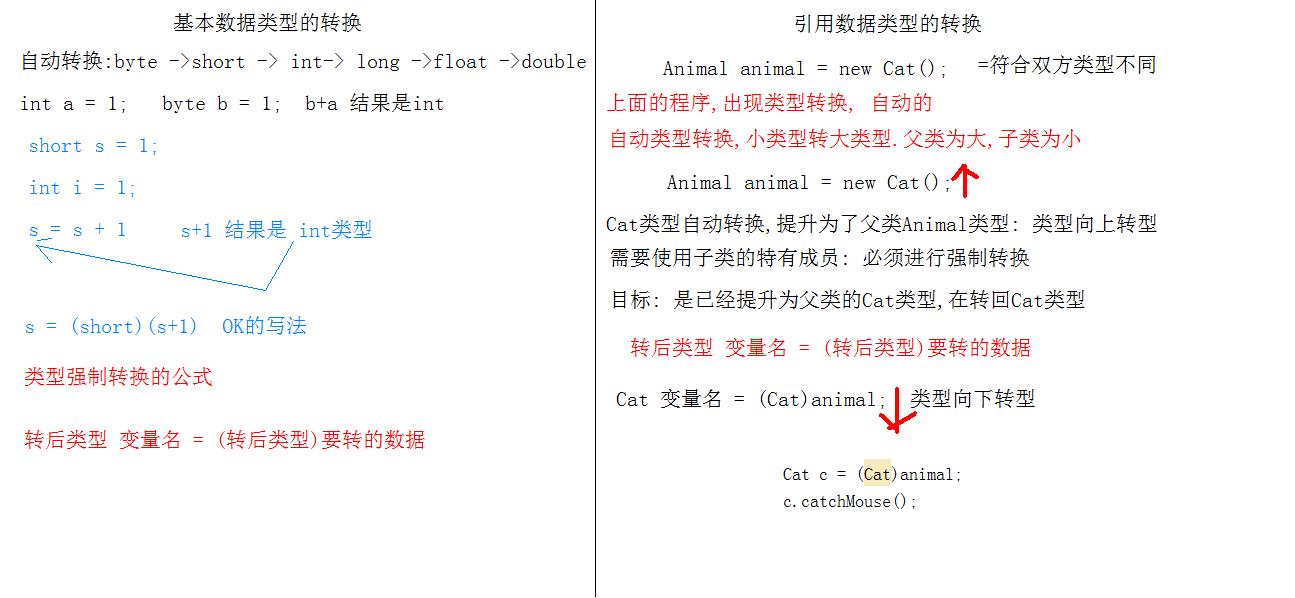 基本数据类型的转换
自动转换:byte ->short -> int-> long ->float ->double
int a = 1;   byte b = 1;  b+a 结果是int
short s = 1;
int i = 1;
s = s + 1     s+1 结果是 int类型
s = (short)(s+1)  OK的写法
类型强制转换的公式
转后类型 变量名 = (转后类型)要转的数据
引用数据类型的转换
Animal animal = new Cat();   =符合双方类型不同
上面的程序,出现类型转换, 自动的
自动类型转换,小类型转大类型.父类为大,子类为小
Animal animal = new Cat();
Cat类型自动转换,提升为了父类Animal类型: 类型向上转型
需要使用子类的特有成员: 必须进行强制转换
目标: 是已经提升为父类的Cat类型,在转回Cat类型
转后类型 变量名 = (转后类型)要转的数据
Cat 变量名 = (Cat)animal;  类型向下转型
Cat c = (Cat)animal;
c.catchMouse();